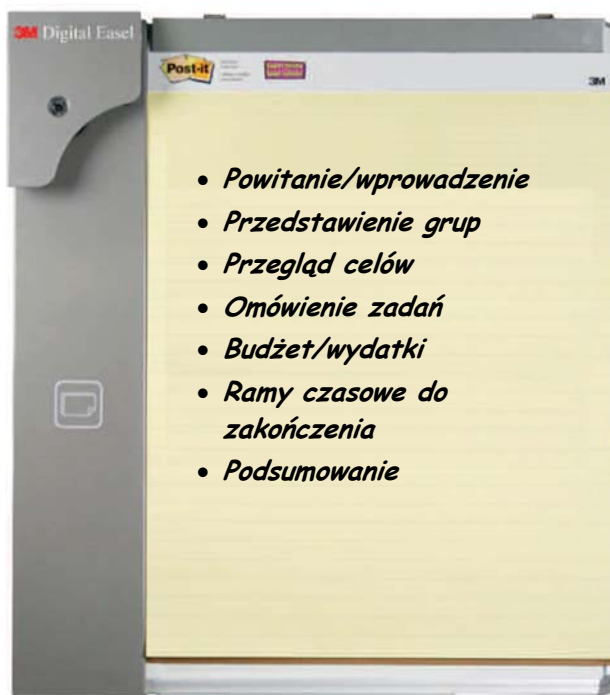 3M Digital Easel
Post-it
3M
• Powitanie/wprowadzenie
• Przedstawienie grup
• Przegląd celów
• Omówienie zadań
• Budżet/wydatki
• Ramy czasowe do
zakończenia
• Podsumowanie